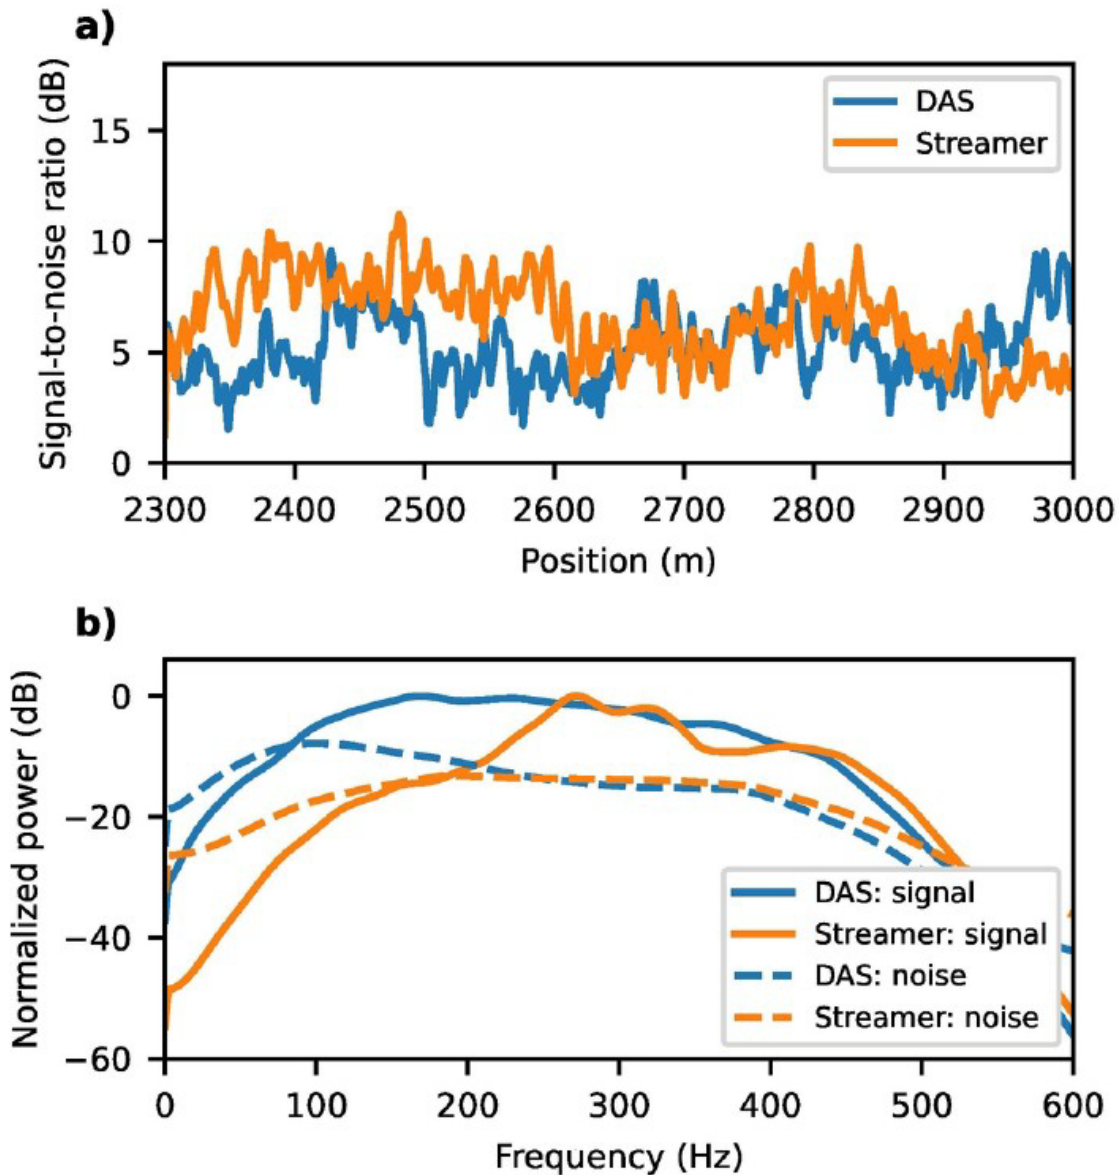 a)
Signal-to-noise ratio (dB)
15
10
5
0
DAS
Streamer
2300 2400 2500 2600 2700 2800 2900 3000
Position (m)
b)
Normalized power (dB)
0
−20
−40
−60
DAS: signal
Streamer: signal
DAS: noise
Streamer: noise
0 100 200 300 400 500 600
Frequency (Hz)